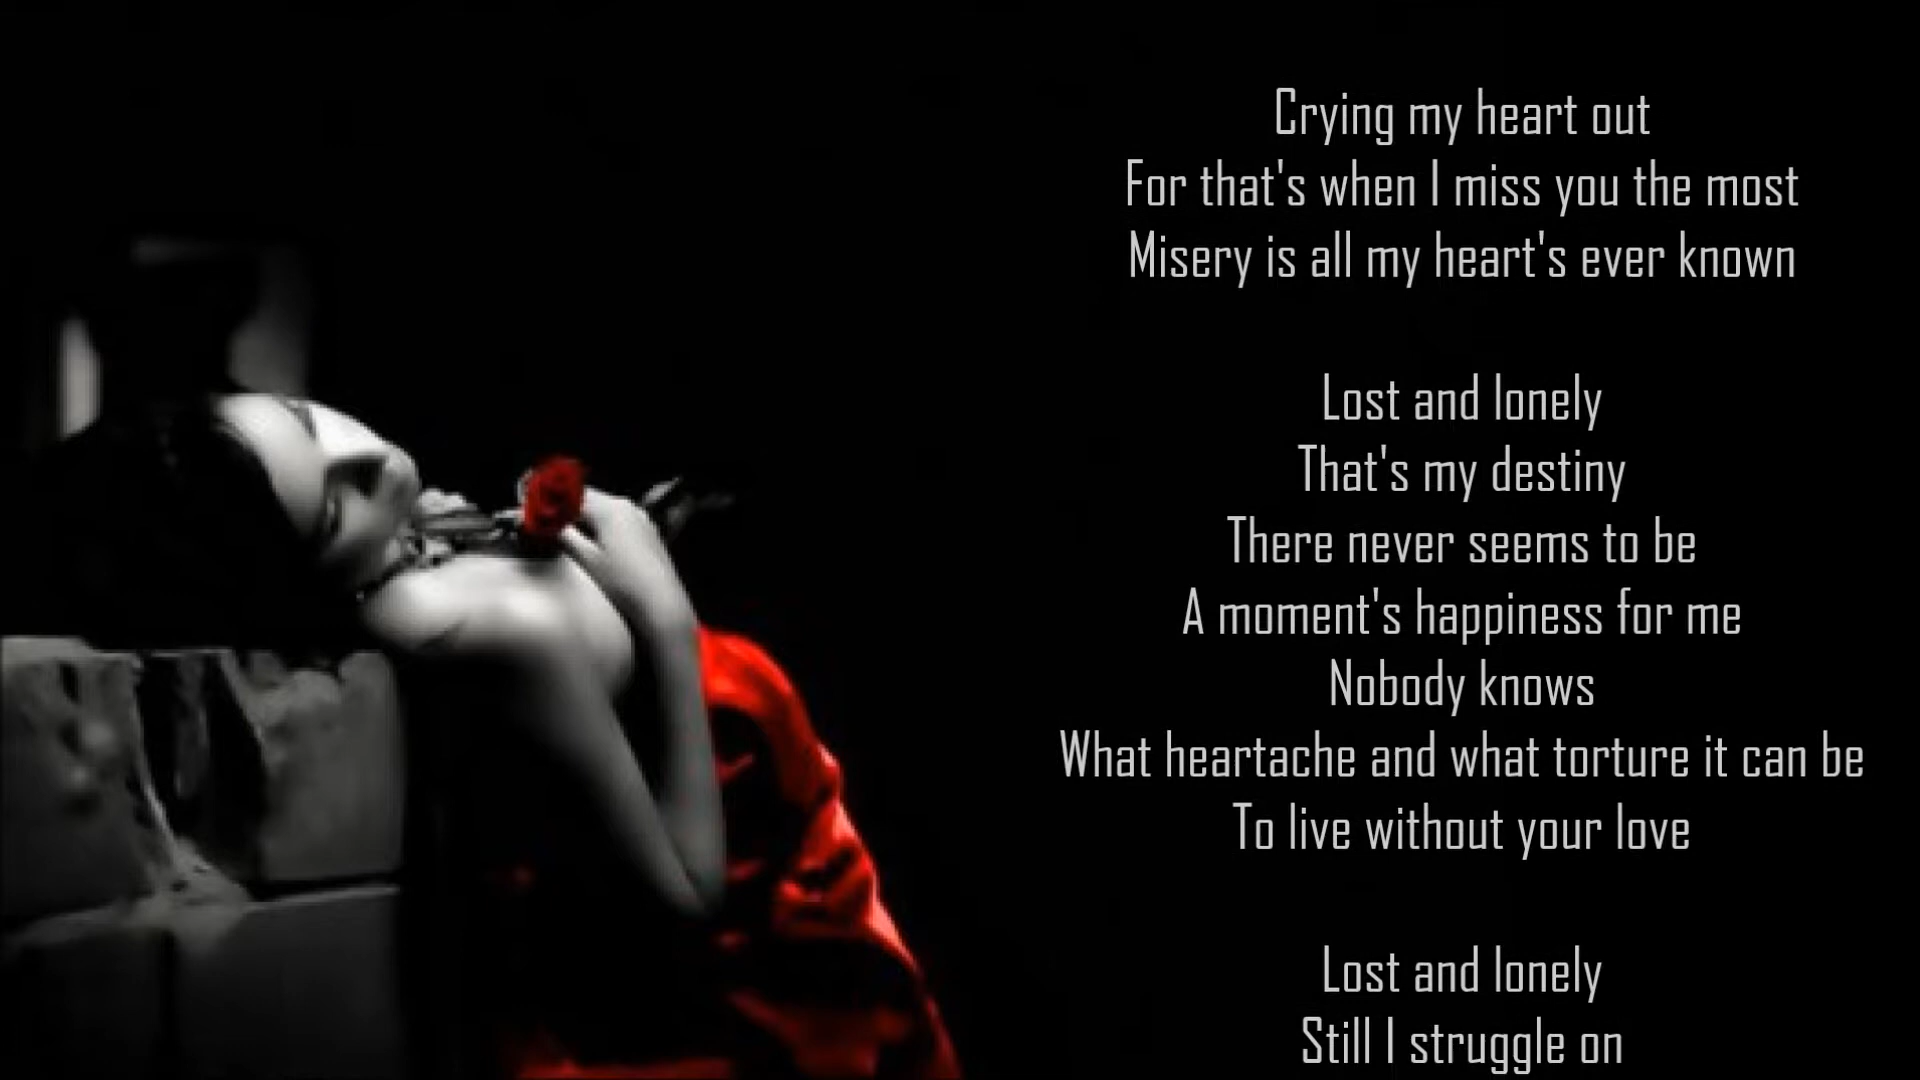 Crying my heart out
For that's when I miss you the most
Misery is all my heart's ever known
Lost and lonely
That's my destiny
There never seems to be
A moment's happiness for me
Nobody knows
What heartache and what torture it can be
To live without your love
Lost and lonely
Still I struggle on